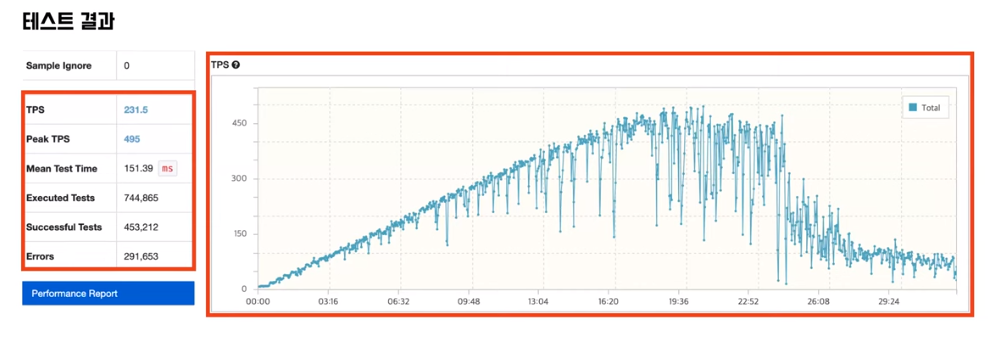 테스트 결과
Sample Ignore 0
TPS 231.5
Peak TPS 495
Mean Test Time 151.39 ms
Executed Tests 744,865
Successful Tests 453,212
Errors 291,653
Performance Report
TPS ?
Total
450
300
150
0
00:00 03:16 06:32 09:48 13:04 16:20 19:36 22:52 26:08 29:24